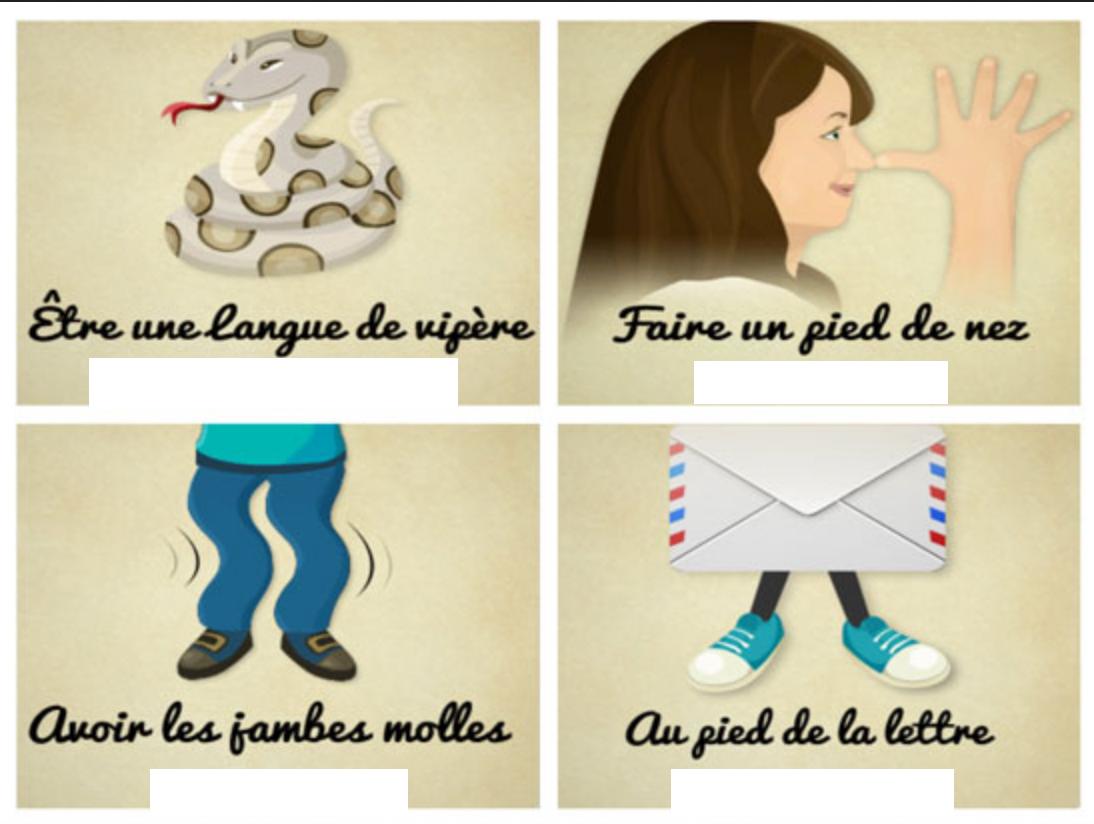 Être une Langue de vipère
Faire un pied de nez
Avoir les jambes molles
Au pied de la lettre